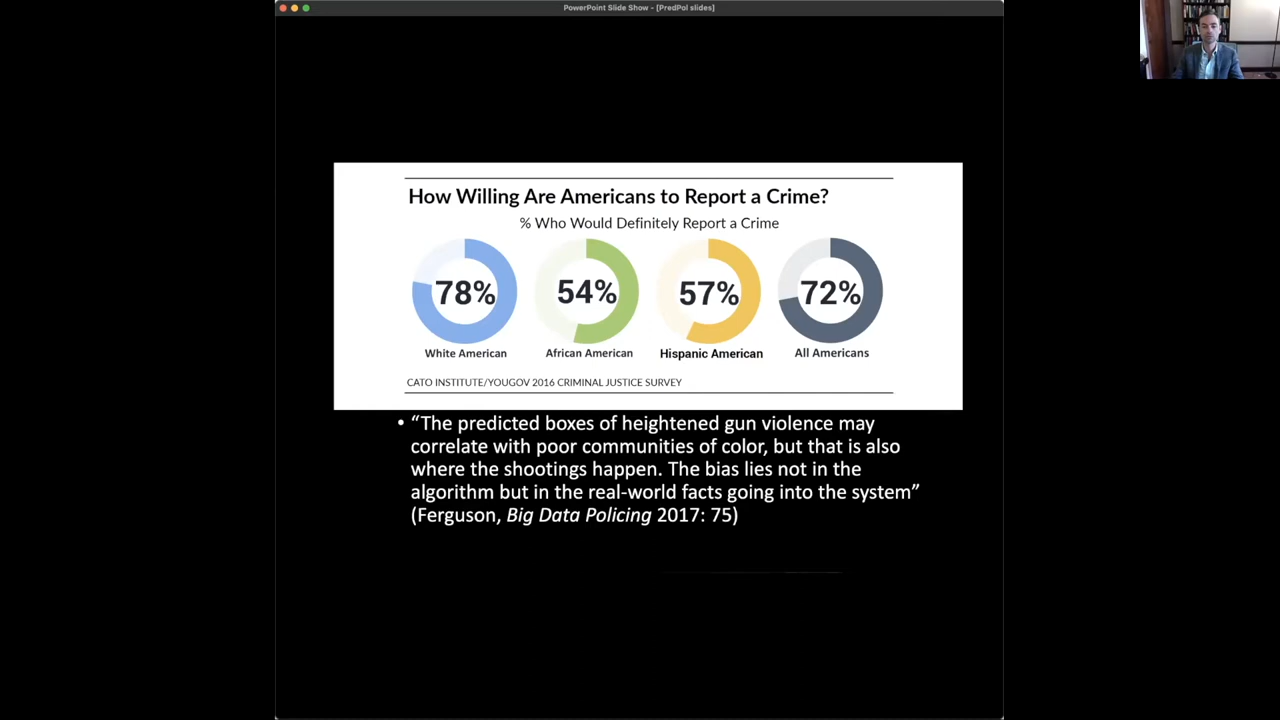 PowerPoint Slide Show - [PredPol slides]
How Willing Are Americans to Report a Crime?
% Who Would Definitely Report a Crime
78%
54%
57%
72%
White American
African American
Hispanic American
All Americans
CATO INSTITUTE/YOUGOV 2016 CRIMINAL JUSTICE SURVEY
• “The predicted boxes of heightened gun violence may
correlate with poor communities of color, but that is also
where the shootings happen. The bias lies not in the
algorithm but in the real-world facts going into the system”
(Ferguson, Big Data Policing 2017: 75)